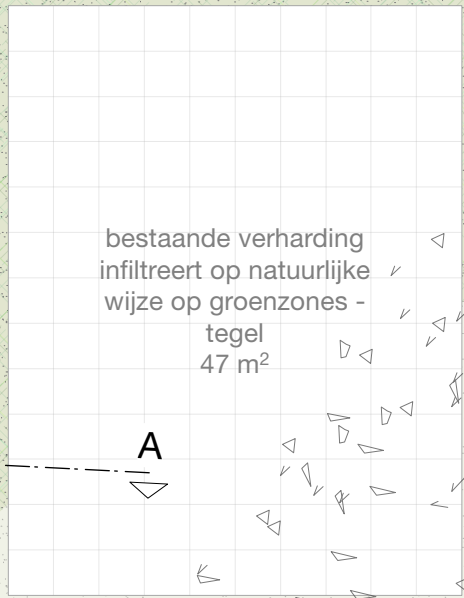 bestaande verharding
infiltreert op natuurlijke
wijze op groenzones -
tegel
47 m²
A